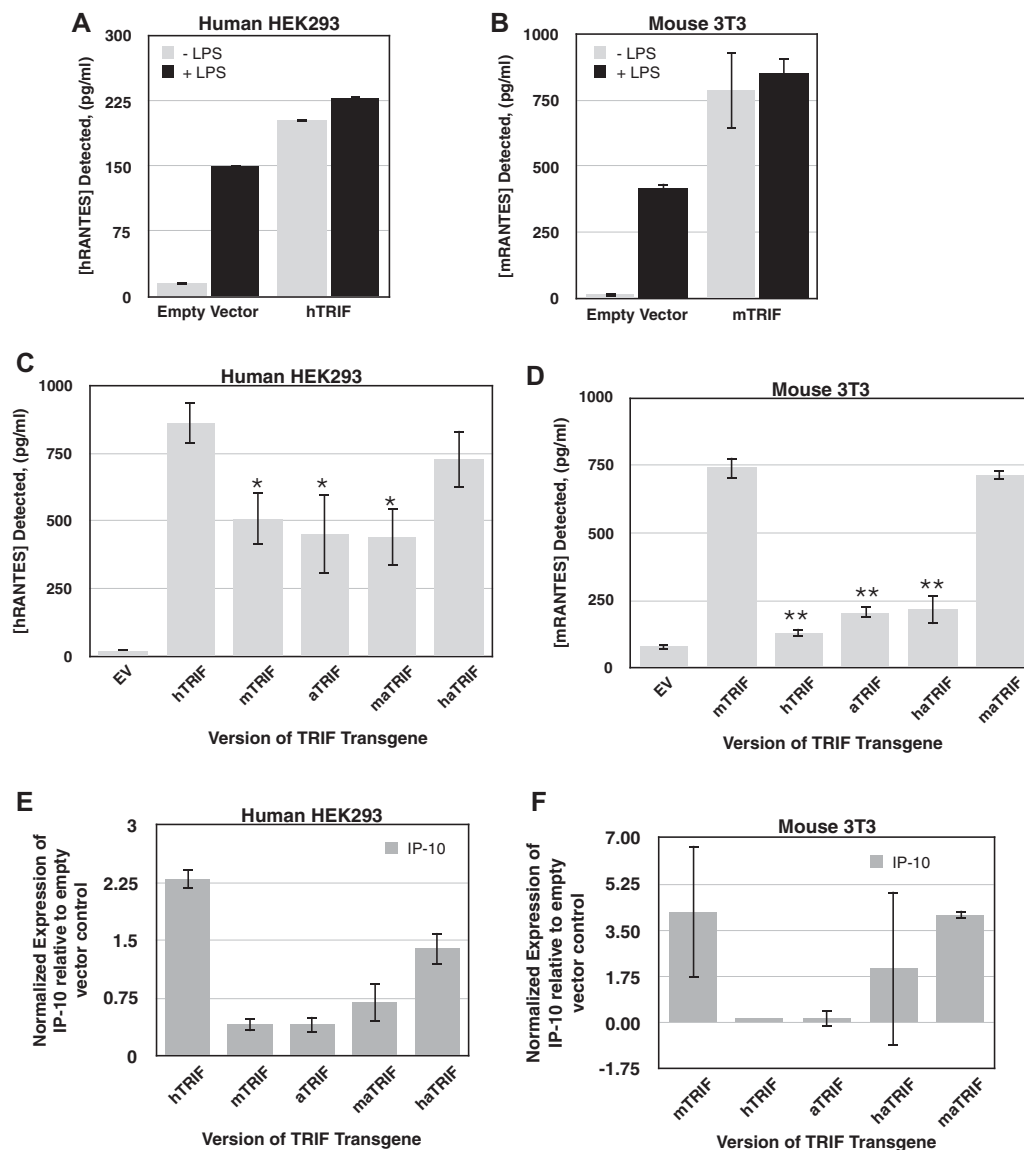 A
Human HEK293
300
225
150
75
0
[hRANTES] Detected, (pg/ml)
- LPS
+ LPS
Empty Vector
hTRIF
B
Mouse 3T3
1000
750
500
250
0
[mRANTES] Detected, (pg/ml)
- LPS
+ LPS
Empty Vector
mTRIF
C
Human HEK293
1000
750
500
250
0
[hRANTES] Detected, (pg/ml)
*
*
*
EV
hTRIF
mTRIF
aTRIF
maTRIF
haTRIF
Version of TRIF Transgene
D
Mouse 3T3
1000
750
500
250
0
[mRANTES] Detected, (pg/ml)
**
**
**
EV
mTRIF
hTRIF
aTRIF
haTRIF
maTRIF
Version of TRIF Transgene
E
Human HEK293
3
2.25
1.5
0.75
0
Normalized Expression of
IP-10 relative to empty
vector control
IP-10
hTRIF
mTRIF
aTRIF
maTRIF
haTRIF
Version of TRIF Transgene
F
Mouse 3T3
7.00
5.25
3.50
1.75
0.00
-1.75
Normalized Expression of
IP-10 relative to empty
vector control
IP-10
mTRIF
hTRIF
aTRIF
haTRIF
maTRIF
Version of TRIF Transgene